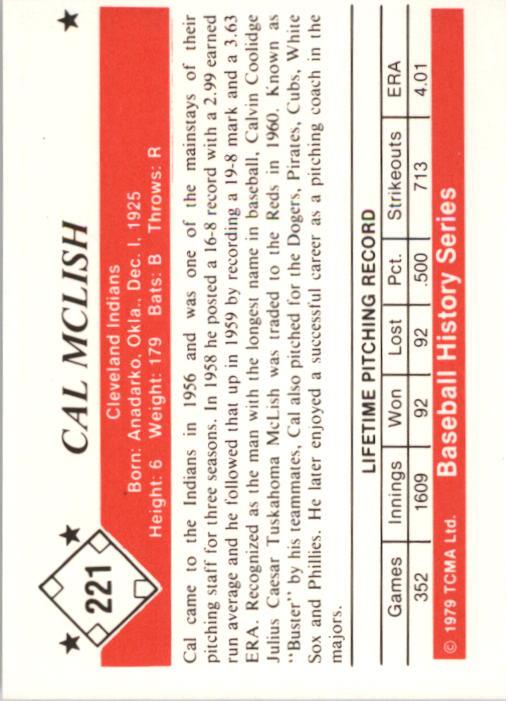 221
CAL MCLISH
Cleveland Indians
Born: Anadarko, Okla., Dec. 1, 1925
Height: 6 Weight: 179 Bats: B Throws: R
Cal came to the Indians in 1956 and was one of the mainstays of their
pitching staff for three seasons. In 1958 he posted a 16-8 record with a 2.99 earned
run average and he followed that up in 1959 by recording a 19-8 mark and a 3.63
ERA. Recognized as the man with the longest name in baseball, Calvin Coolidge
Julius Caesar Tuskahoma McLish was traded to the Reds in 1960. Known as
"Buster" by his teammates, Cal also pitched for the Dogers, Pirates, Cubs, White
Sox and Phillies. He later enjoyed a successful career as a pitching coach in the
majors.
LIFETIME PITCHING RECORD
Games Innings Won Lost Pct. Strikeouts ERA
352 1609 92 92 .500 713 4.01
© 1979 TCMA Ltd. Baseball History Series